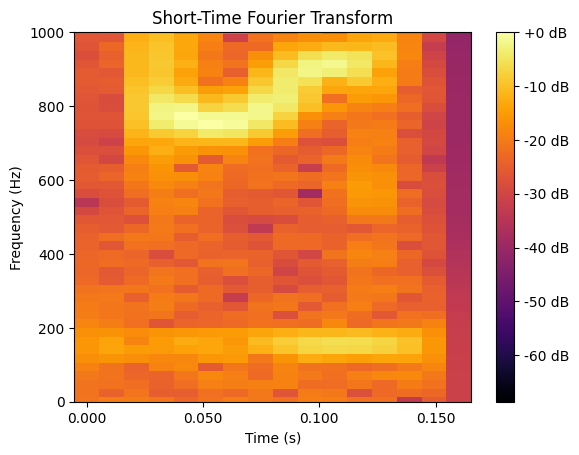 Short-Time Fourier Transform
1000
800
600
400
200
0
Frequency (Hz)
0.000
0.050
0.100
0.150
Time (s)
+0 dB
-10 dB
-20 dB
-30 dB
-40 dB
-50 dB
-60 dB